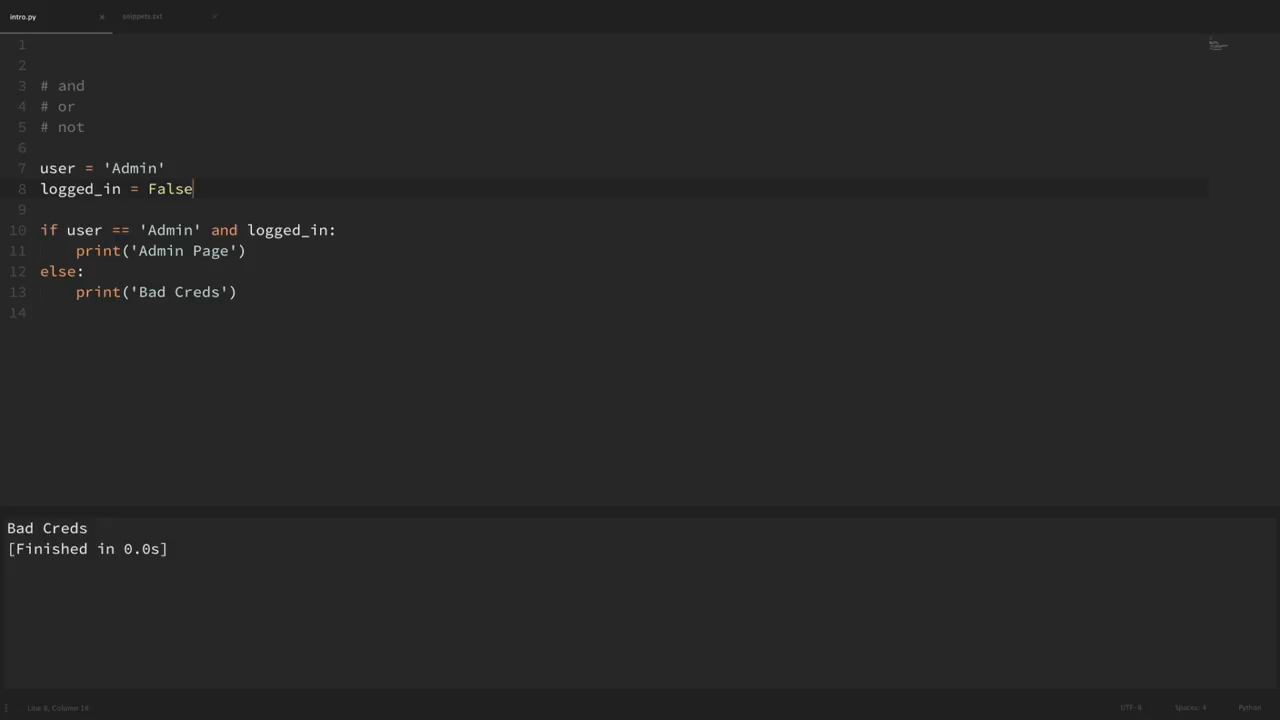 intro.py × snippets.txt ×
1
2
3 # and
4 # or
5 # not
6
7 user = 'Admin'
8 logged_in = False
9
10 if user == 'Admin' and logged_in:
11     print('Admin Page')
12 else:
13     print('Bad Creds')
14
Bad Creds
[Finished in 0.0s]
Line 8, Column 18 UTF-8 Spaces: 4 Python